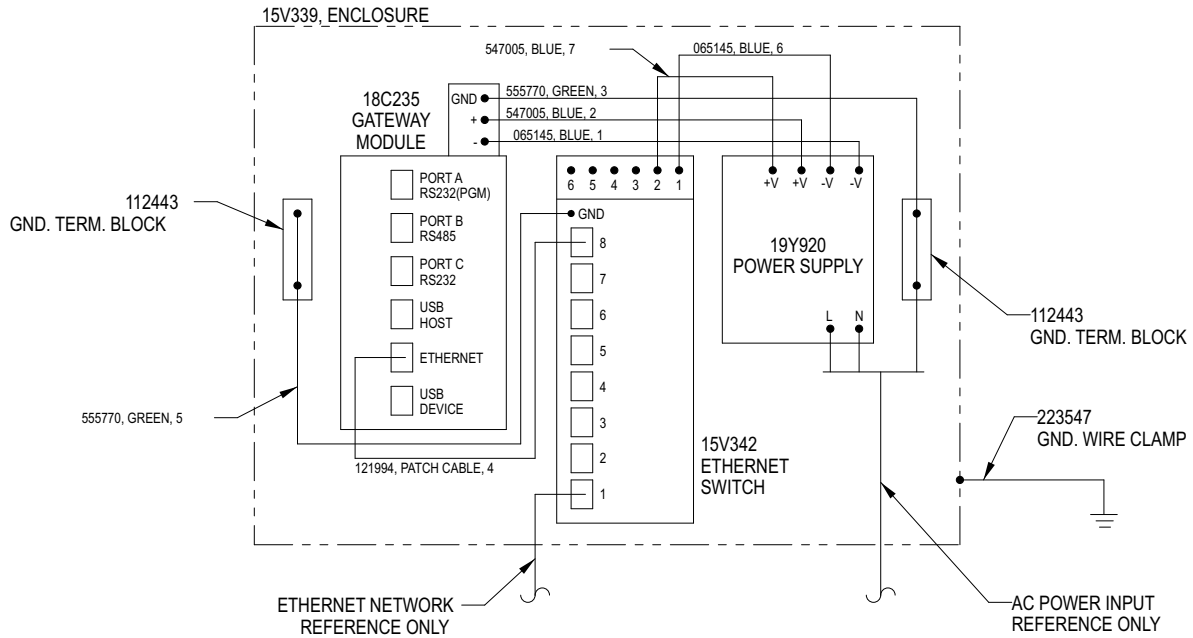 15V339, ENCLOSURE
547005, BLUE, 7
065145, BLUE, 6
18C235
GATEWAY
MODULE
GND
+
-
555770, GREEN, 3
547005, BLUE, 2
065145, BLUE, 1
PORT A
RS232(PGM)
PORT B
RS485
PORT C
RS232
USB
HOST
ETHERNET
USB
DEVICE
112443
GND. TERM. BLOCK
555770, GREEN, 5
121994, PATCH CABLE, 4
6 5 4 3 2 1
GND
8
7
6
5
4
3
2
1
15V342
ETHERNET
SWITCH
+V +V -V -V
19Y920
POWER SUPPLY
L N
112443
GND. TERM. BLOCK
223547
GND. WIRE CLAMP
ETHERNET NETWORK
REFERENCE ONLY
AC POWER INPUT
REFERENCE ONLY